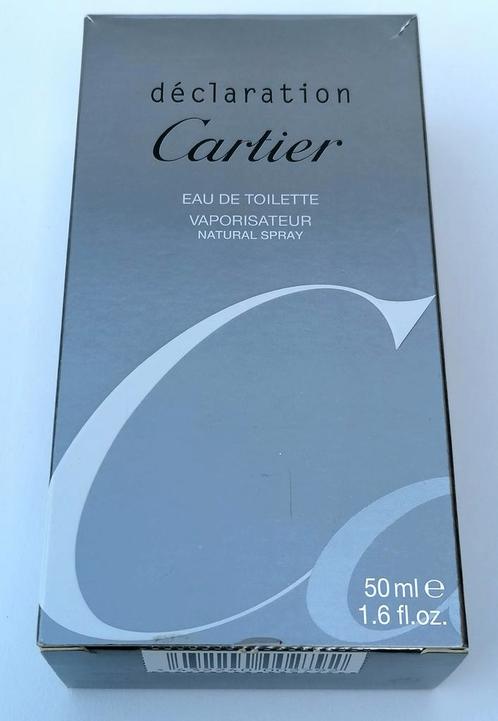 déclaration
Cartier
EAU DE TOILETTE
VAPORISATEUR
NATURAL SPRAY
50 ml ℮
1.6 fl.oz.